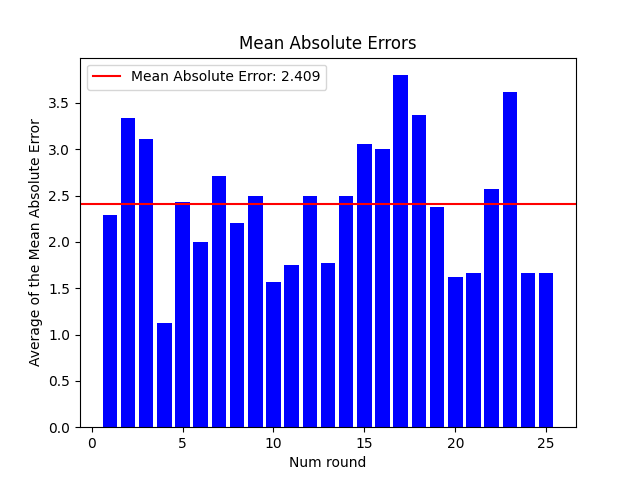 Mean Absolute Errors
Mean Absolute Error: 2.409
Average of the Mean Absolute Error
3.5
3.0
2.5
2.0
1.5
1.0
0.5
0.0
0 5 10 15 20 25
Num round